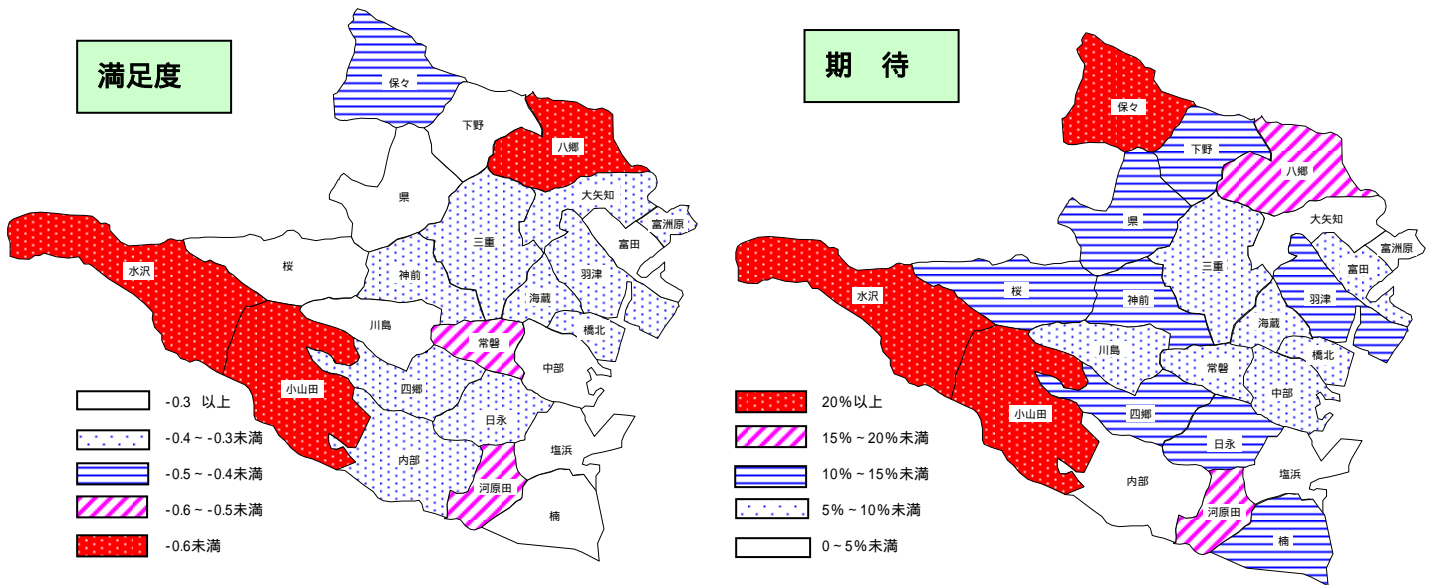 満足度
保々
下野
八郷
県
大矢知
富洲原
富田
三重
水沢
桜
神前
羽津
海蔵
川島
橋北
常磐
中部
小山田
四郷
日永
塩浜
内部
河原田
楠
-0.3 以上
-0.4 ~ -0.3未満
-0.5 ~ -0.4未満
-0.6 ~ -0.5未満
-0.6未満
期 待
保々
下野
八郷
県
大矢知
富洲原
富田
三重
水沢
桜
神前
羽津
海蔵
川島
橋北
常磐
中部
小山田
四郷
日永
塩浜
内部
河原田
楠
20%以上
15%~20%未満
10%~15%未満
5%~10%未満
0~5%未満